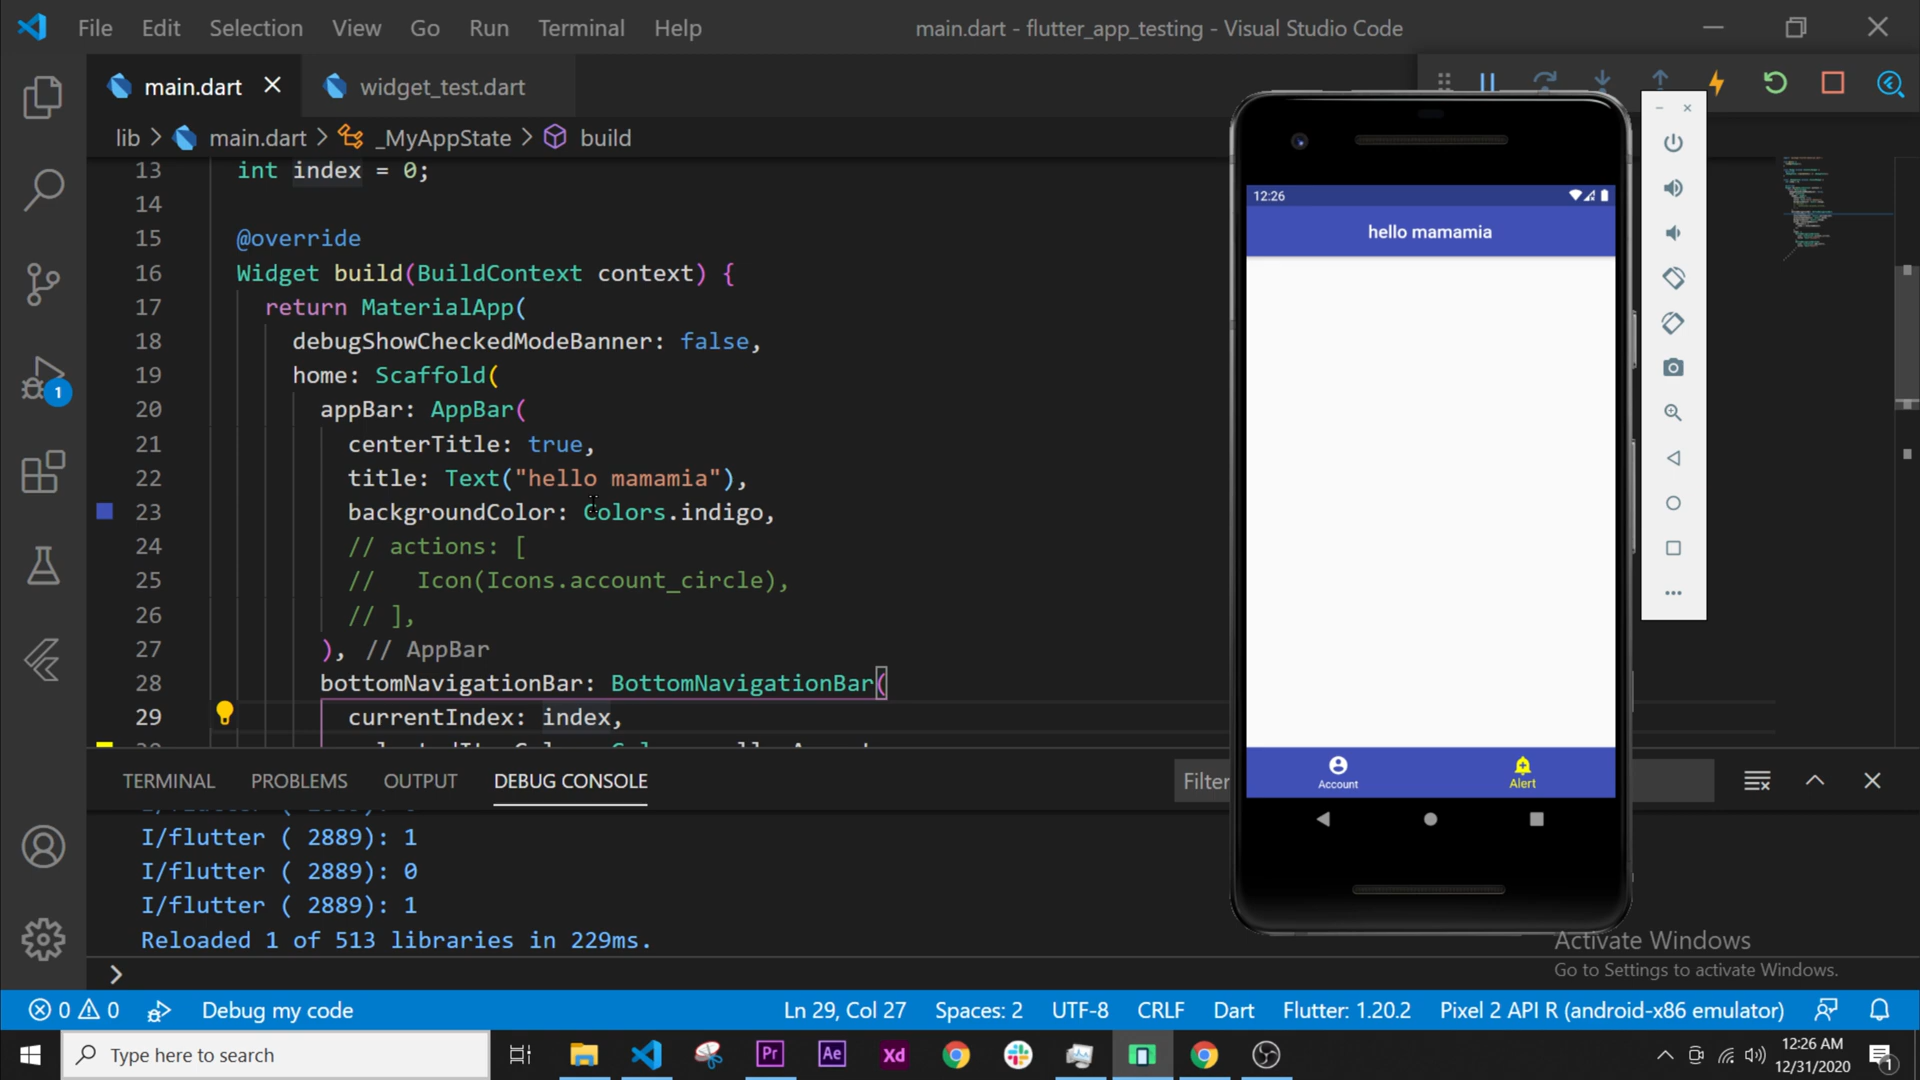 File Edit Selection View Go Run Terminal Help
main.dart - flutter_app_testing - Visual Studio Code
main.dart
widget_test.dart
lib > main.dart > _MyAppState > build
13 int index = 0;
14
15 @override
16 Widget build(BuildContext context) {
17 return MaterialApp(
18 debugShowCheckedModeBanner: false,
19 home: Scaffold(
20 appBar: AppBar(
21 centerTitle: true,
22 title: Text("hello mamamia"),
23 backgroundColor: Colors.indigo,
24 // actions: [
25 //   Icon(Icons.account_circle),
26 // ],
27 ), // AppBar
28 bottomNavigationBar: BottomNavigationBar(
29 currentIndex: index,
12:26
hello mamamia
Account
Alert
TERMINAL PROBLEMS OUTPUT DEBUG CONSOLE
Filter
I/flutter ( 2889): 1
I/flutter ( 2889): 0
I/flutter ( 2889): 1
Reloaded 1 of 513 libraries in 229ms.
>
Activate Windows
Go to Settings to activate Windows.
1
0 0 Debug my code
Ln 29, Col 27 Spaces: 2 UTF-8 CRLF Dart Flutter: 1.20.2 Pixel 2 API R (android-x86 emulator)
Type here to search
Pr
Ae
Xd
12:26 AM
12/31/2020
1